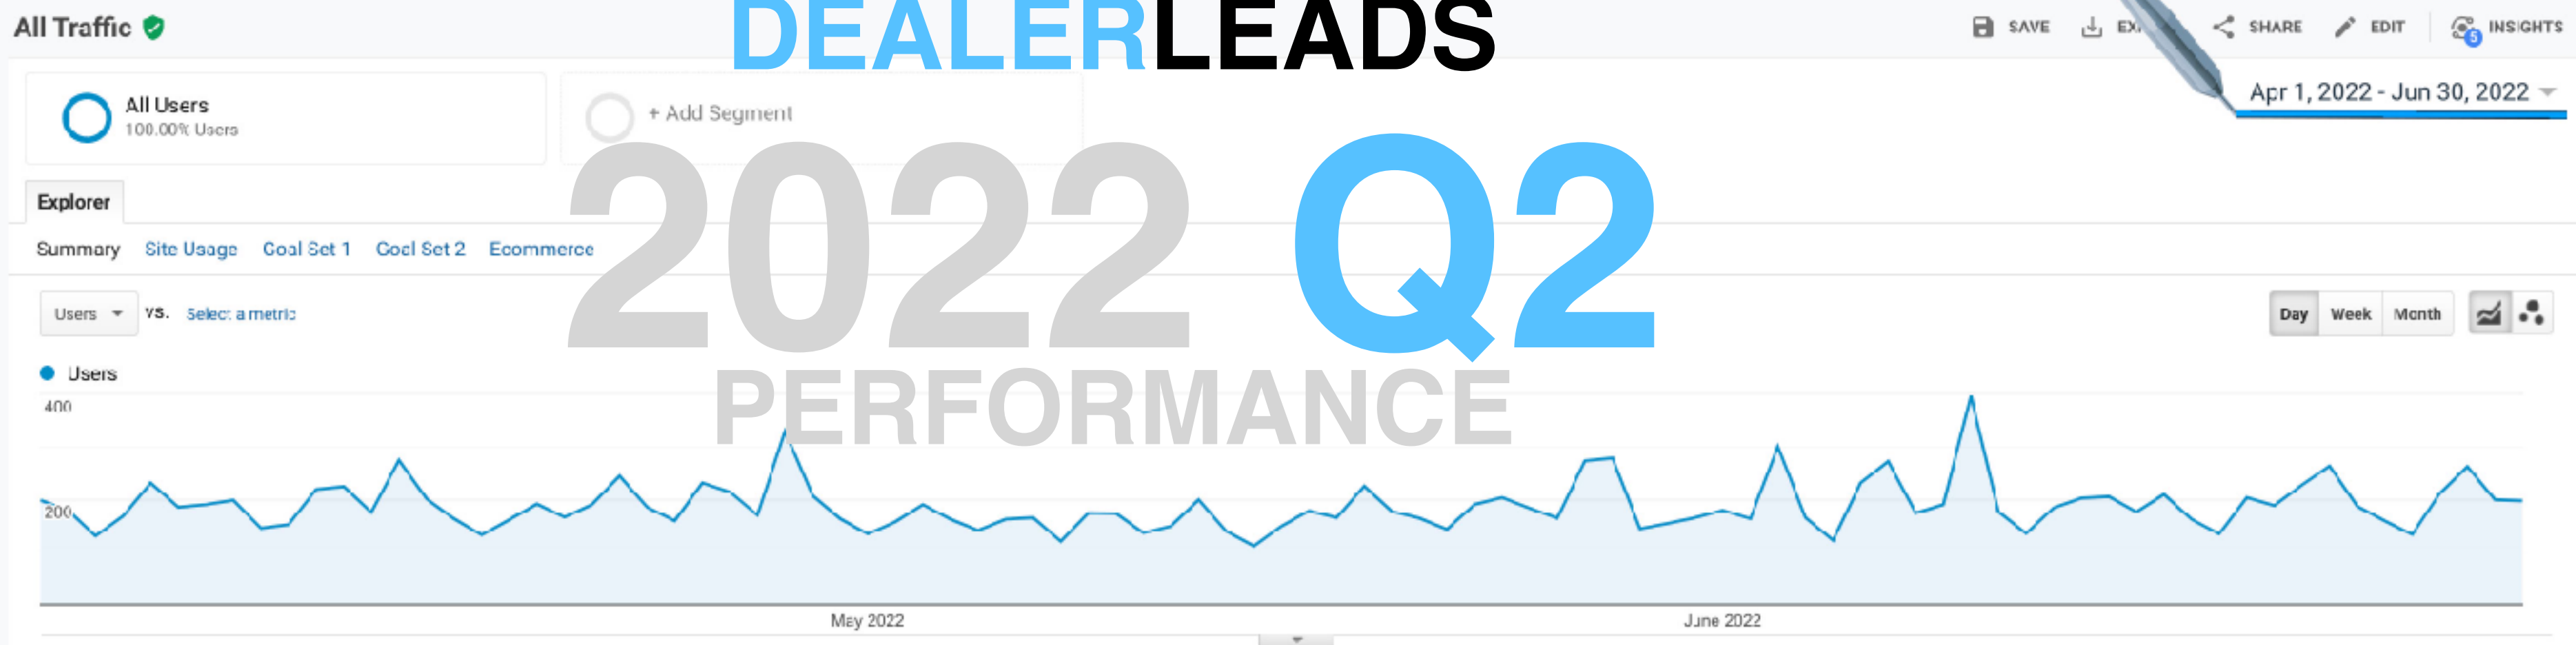 All Traffic
DEALERLEADS
SAVE
SHARE
EDIT
5
INSIGHTS
All Users
100.00% Users
+ Add Segment
Apr 1, 2022 - Jun 30, 2022
2022 Q2
PERFORMANCE
Explorer
Summary Site Usage Goal Set 1 Goal Set 2 Ecommerce
Users VS. Select a metric
Day Week Month
Users
400
200
May 2022
June 2022